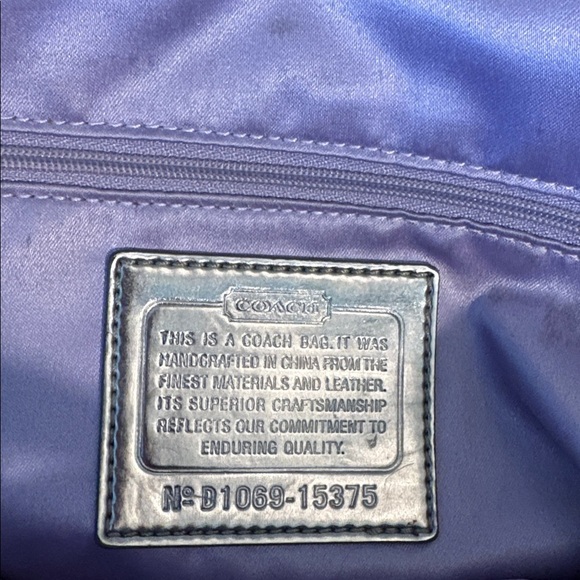 COACH
THIS IS A COACH BAG. IT WAS
HANDCRAFTED IN CHINA FROM THE
FINEST MATERIALS AND LEATHER.
ITS SUPERIOR CRAFTSMANSHIP
REFLECTS OUR COMMITMENT TO
ENDURING QUALITY.
Nº D1069-15375